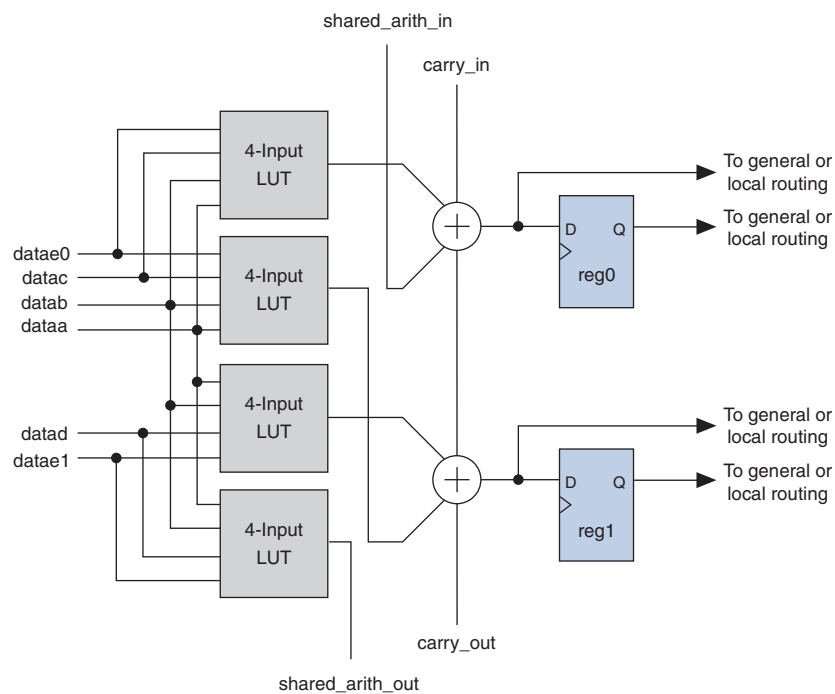 shared_arith_in
carry_in
4-Input
LUT
To general or
local routing
D
Q
reg0
To general or
local routing
datae0
datac
datab
dataa
4-Input
LUT
4-Input
LUT
To general or
local routing
datad
datae1
D
Q
reg1
To general or
local routing
4-Input
LUT
carry_out
shared_arith_out